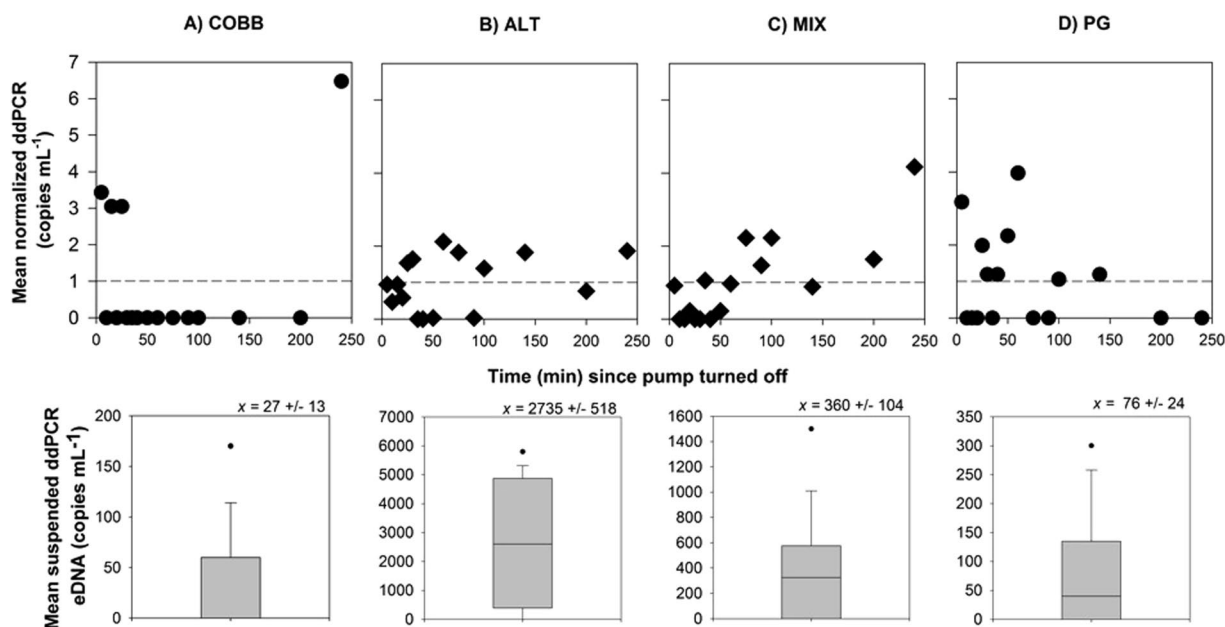 A) COBB
B) ALT
C) MIX
D) PG
Mean normalized ddPCR
(copies mL-1)
7
6
5
4
3
2
1
0
0 50 100 150 200 250
0 50 100 150 200 250
0 50 100 150 200 250
0 50 100 150 200 250
Time (min) since pump turned off
Mean suspended ddPCR
eDNA (copies mL-1)
x = 27 +/- 13
200
150
100
50
0
x = 2735 +/- 518
7000
6000
5000
4000
3000
2000
1000
0
x = 360 +/- 104
1600
1400
1200
1000
800
600
400
200
0
x = 76 +/- 24
350
300
250
200
150
100
50
0